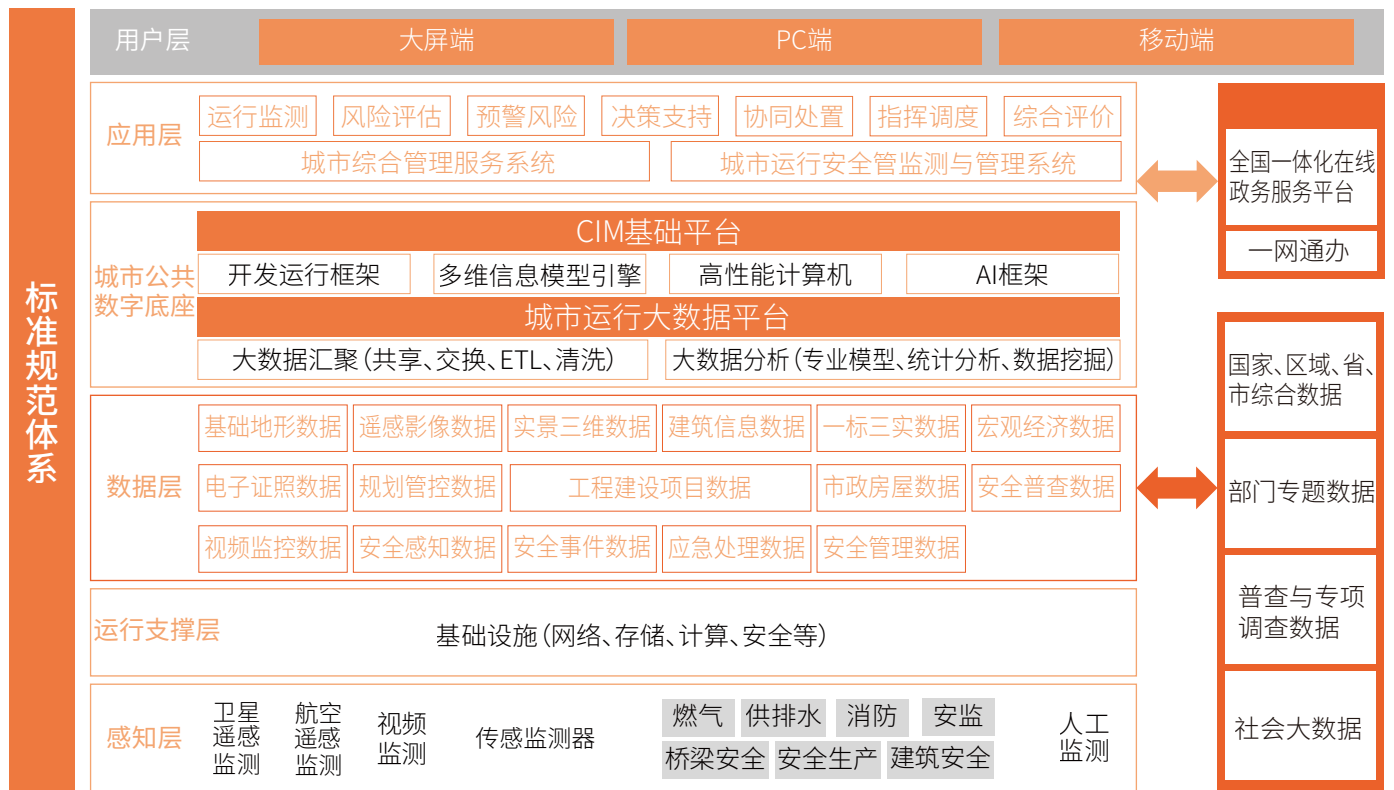 标准规范体系
用户层
大屏端
PC端
移动端
应用层
运行监测
风险评估
预警风险
决策支持
协同处置
指挥调度
综合评价
城市综合管理服务系统
城市运行安全管监测与管理系统
城市公共
数字底座
CIM基础平台
开发运行框架
多维信息模型引擎
高性能计算机
AI框架
城市运行大数据平台
大数据汇聚(共享、交换、ETL、清洗)
大数据分析(专业模型、统计分析、数据挖掘)
数据层
基础地形数据
遥感影像数据
实景三维数据
建筑信息数据
一标三实数据
宏观经济数据
电子证照数据
规划管控数据
工程建设项目数据
市政房屋数据
安全普查数据
视频监控数据
安全感知数据
安全事件数据
应急处理数据
安全管理数据
运行支撑层
基础设施(网络、存储、计算、安全等)
感知层
卫星
遥感
监测
航空
遥感
监测
视频
监测
传感监测器
燃气
供排水
消防
安监
桥梁安全
安全生产
建筑安全
人工
监测
全国一体化在线
政务服务平台
一网通办
国家、区域、省、
市综合数据
部门专题数据
普查与专项
调查数据
社会大数据